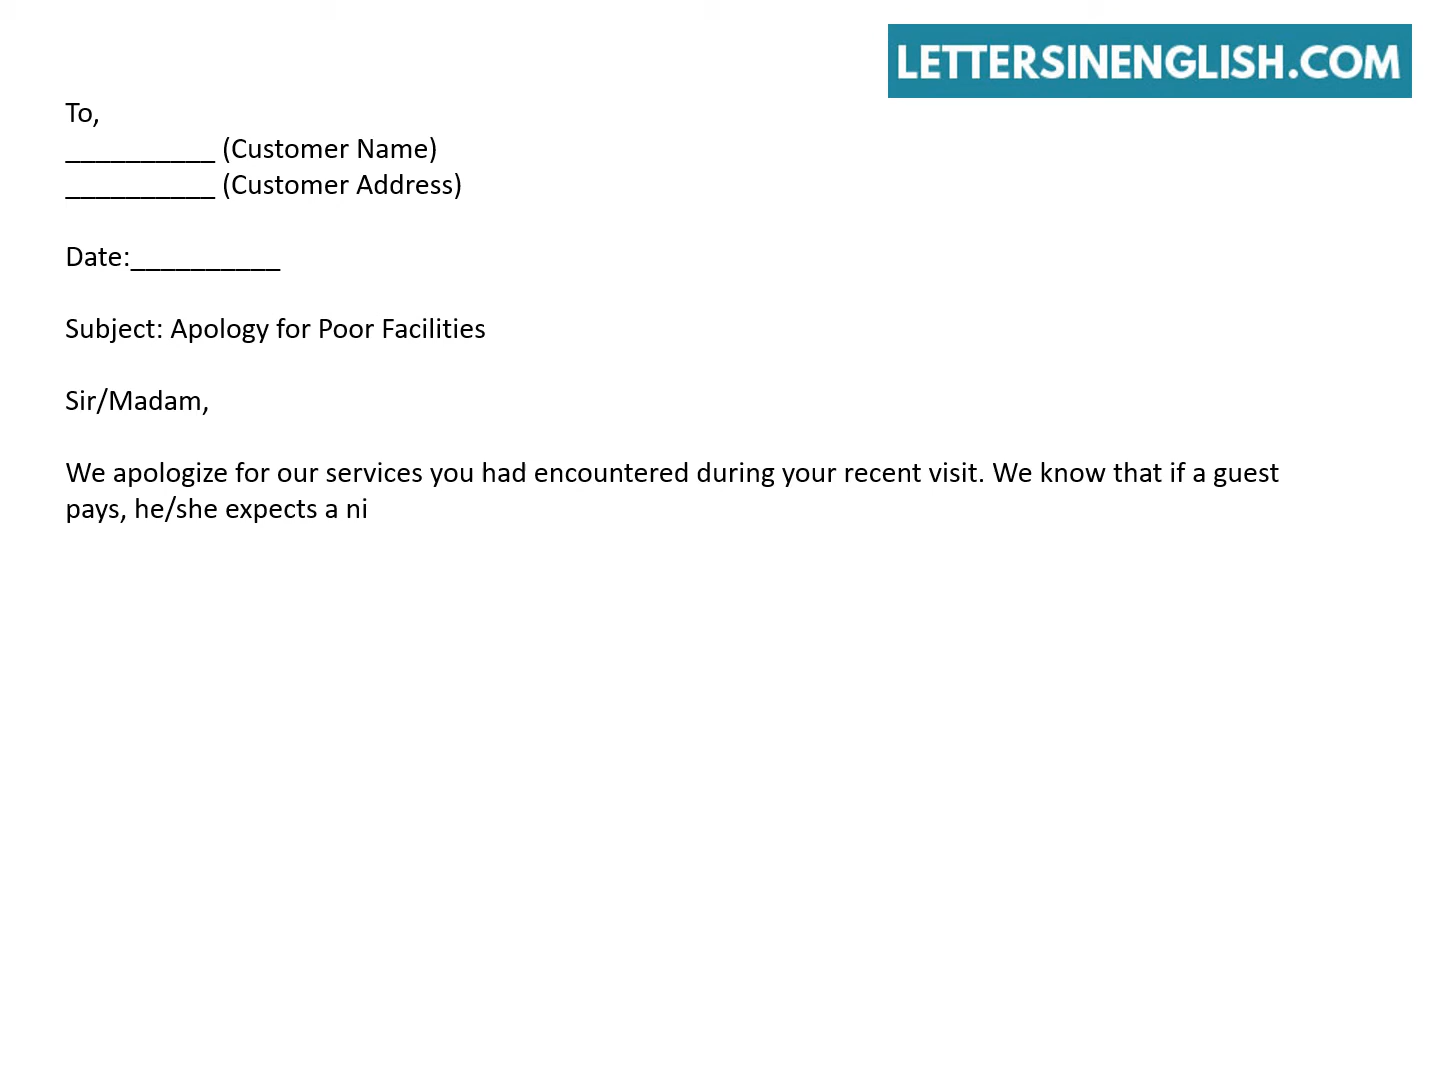 LETTERSINENGLISH.COM
To,
__________ (Customer Name)
__________ (Customer Address)
Date:__________
Subject: Apology for Poor Facilities
Sir/Madam,
We apologize for our services you had encountered during your recent visit. We know that if a guest
pays, he/she expects a ni